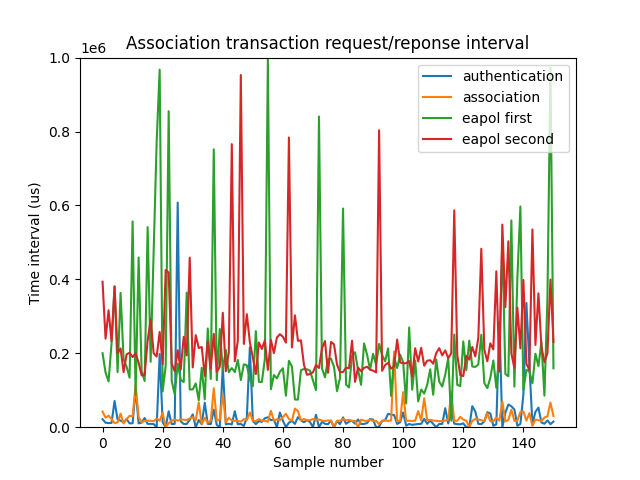 Association transaction request/reponse interval
1e6
authentication
association
eapol first
eapol second
1.0
0.8
0.6
0.4
0.2
0.0
Time interval (us)
0 20 40 60 80 100 120 140
Sample number